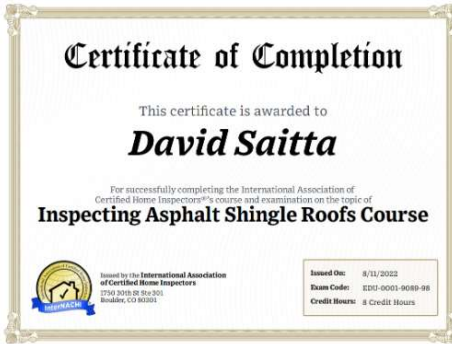 Certificate of Completion
This certificate is awarded to
David Saitta
For successfully completing the International Association of
Certified Home Inspectors®'s course and examination on the topic of
Inspecting Asphalt Shingle Roofs Course
Issued by the International Association
of Certified Home Inspectors
1750 30th St Ste 301
Boulder, CO 80301
InterNACHI
Issued On: 8/11/2022
Exam Code: EDU-0001-9089-98
Credit Hours: 8 Credit Hours